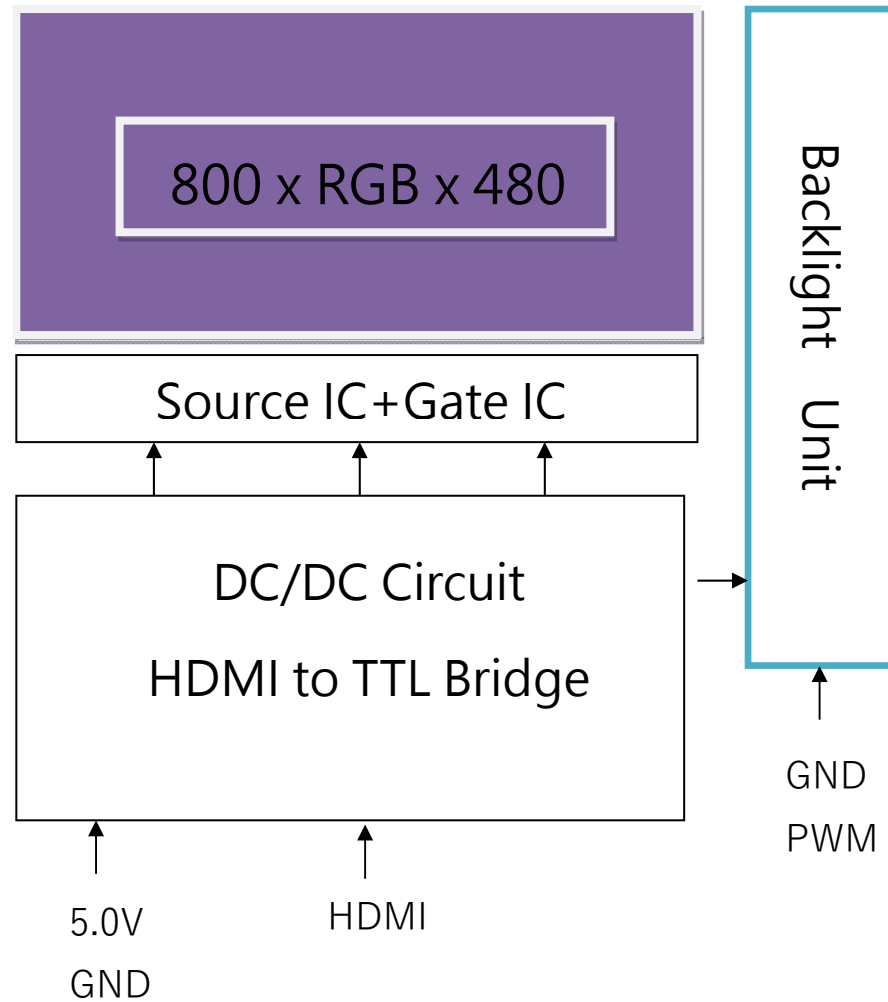 800 x RGB x 480
Backlight Unit
Source IC+Gate IC
DC/DC Circuit
HDMI to TTL Bridge
GND
PWM
5.0V
GND
HDMI